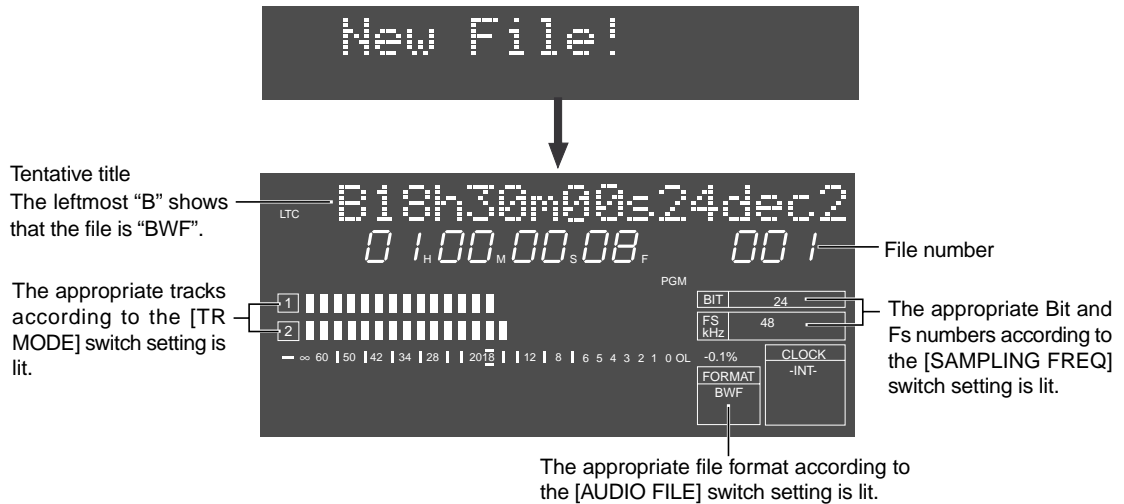 New File!
Tentative title
The leftmost “B” shows
that the file is “BWF”.
LTC
B18h30m00s24dec2
01 H 00 M 00 S 08 F 001
File number
PGM
The appropriate tracks
according to the [TR
MODE] switch setting is
lit.
1
2
BIT 24
FS kHz 48
The appropriate Bit and
Fs numbers according to
the [SAMPLING FREQ]
switch setting is lit.
∞ 60 50 42 34 28 20 18 12 8 6 5 4 3 2 1 0 OL
-0.1%
FORMAT
BWF
CLOCK
-INT-
The appropriate file format according to
the [AUDIO FILE] switch setting is lit.